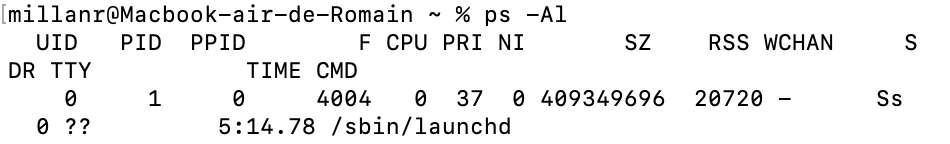 [millanr@Macbook-air-de-Romain ~ % ps -Al
UID PID PPID F CPU PRI NI SZ RSS WCHAN S
DR TTY TIME CMD
0 1 0 4004 0 37 0 409349696 20720 - Ss
0 ?? 5:14.78 /sbin/launchd